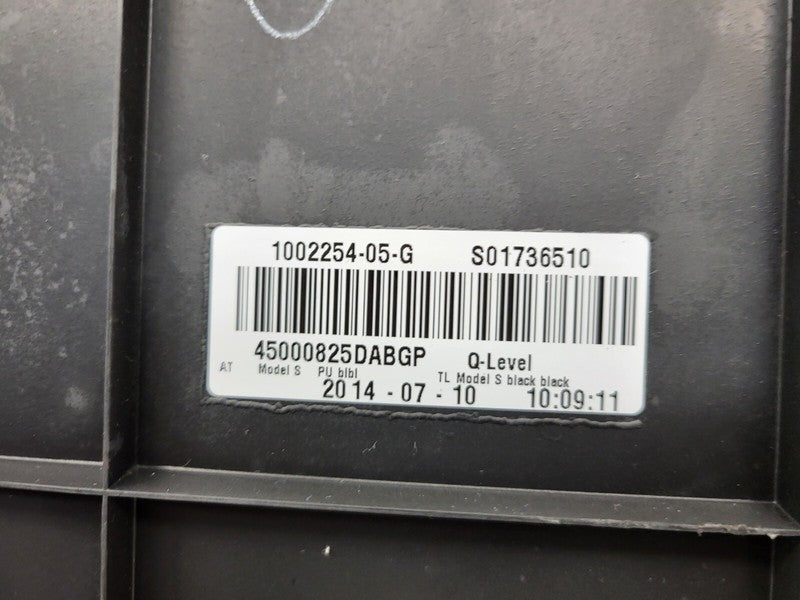 1002254-05-G S01736510
45000825DABGP Q-Level
AT Model S PU blbl TL Model S black black
2014 - 07 - 10 10:09:11